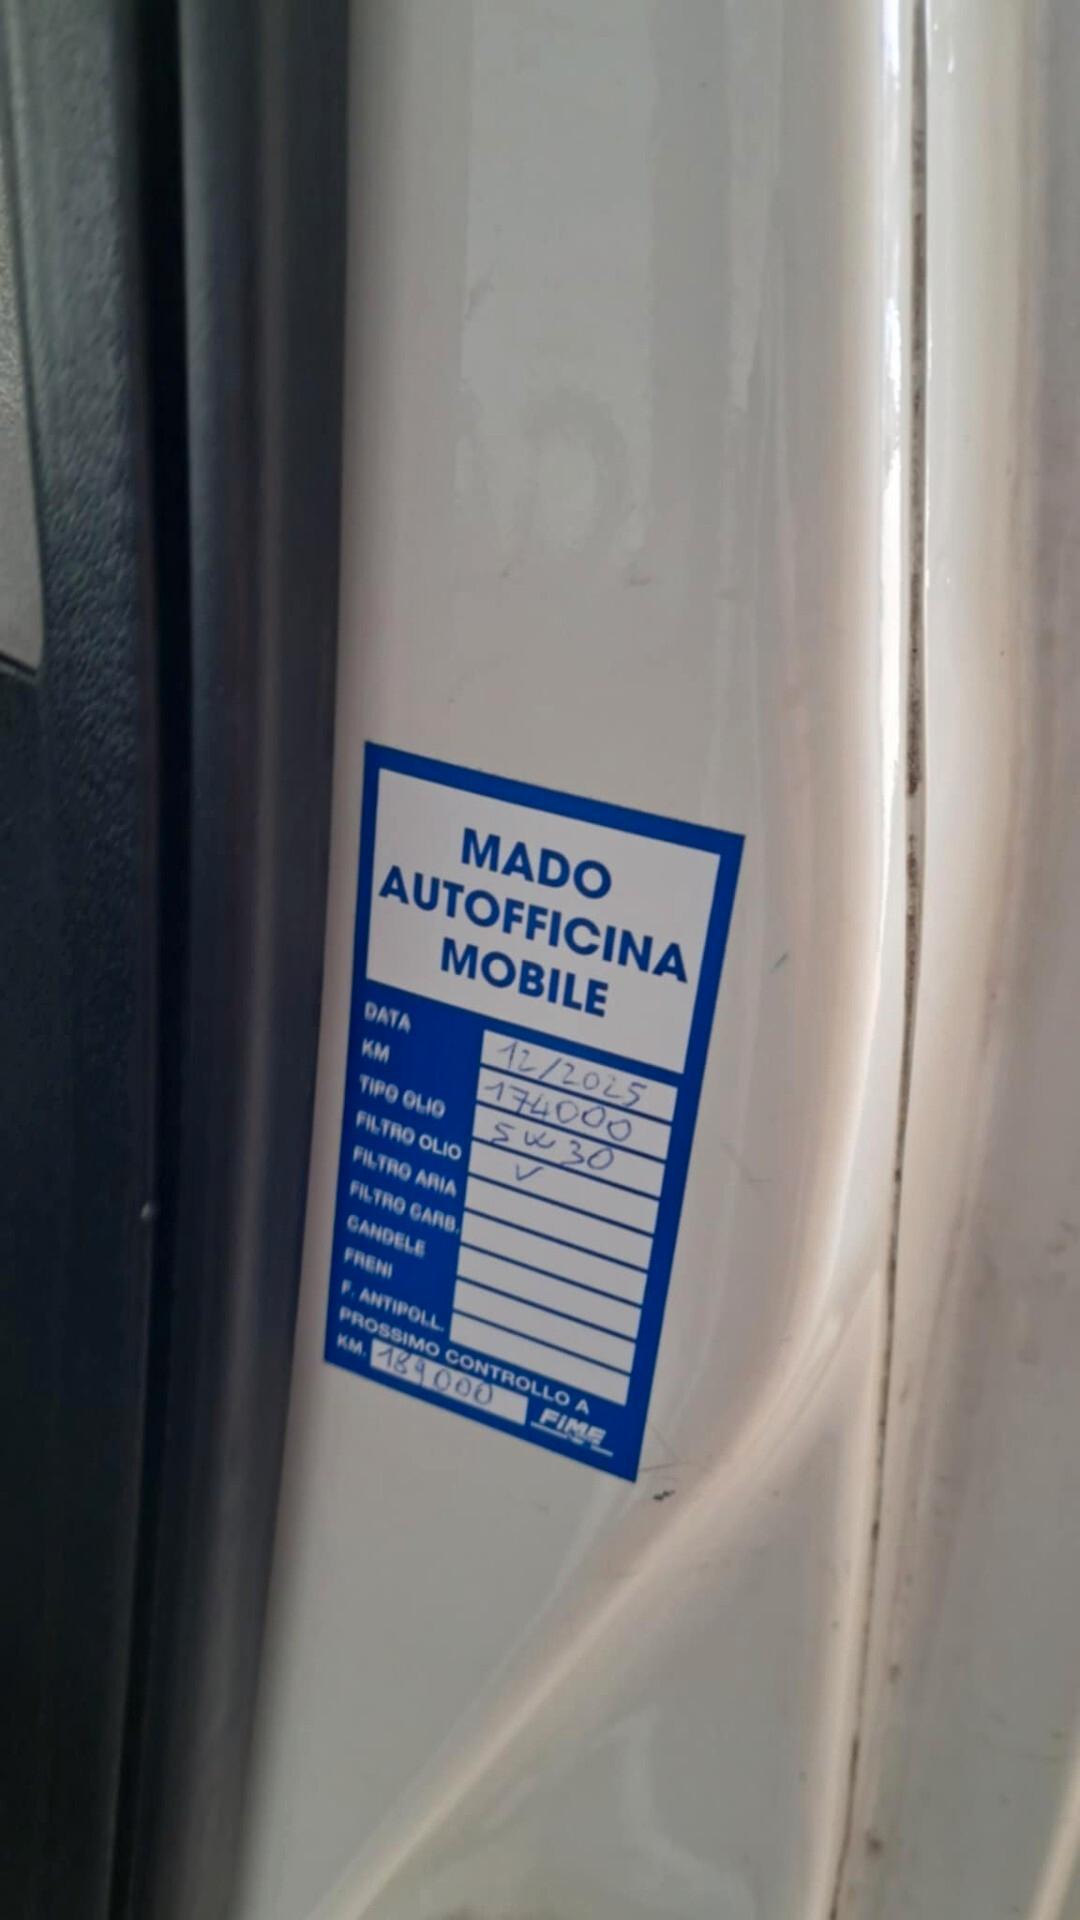 MADO
AUTOFFICINA
MOBILE
DATA 12/2025
KM 174000
TIPO OLIO 5W30
FILTRO OLIO V
FILTRO ARIA
FILTRO CARB.
CANDELE
FRENI
F. ANTIPOLL.
PROSSIMO CONTROLLO A
KM. 189000 FIME